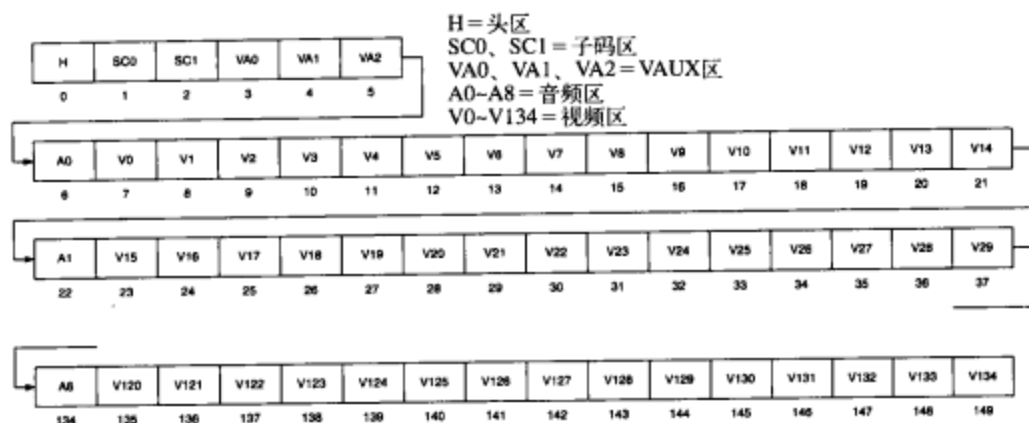 H＝头区
SC0、SC1＝子码区
VA0、VA1、VA2＝VAUX区
A0~A8＝音频区
V0~V134＝视频区
H SC0 SC1 VA0 VA1 VA2
0 1 2 3 4 5
A0 V0 V1 V2 V3 V4 V5 V6 V7 V8 V9 V10 V11 V12 V13 V14
6 7 8 9 10 11 12 13 14 15 16 17 18 19 20 21
A1 V15 V16 V17 V18 V19 V20 V21 V22 V23 V24 V25 V26 V27 V28 V29
22 23 24 25 26 27 28 29 30 31 32 33 34 35 36 37
A8 V120 V121 V122 V123 V124 V125 V126 V127 V128 V129 V130 V131 V132 V133 V134
134 135 136 137 138 139 140 141 142 143 144 145 146 147 148 149